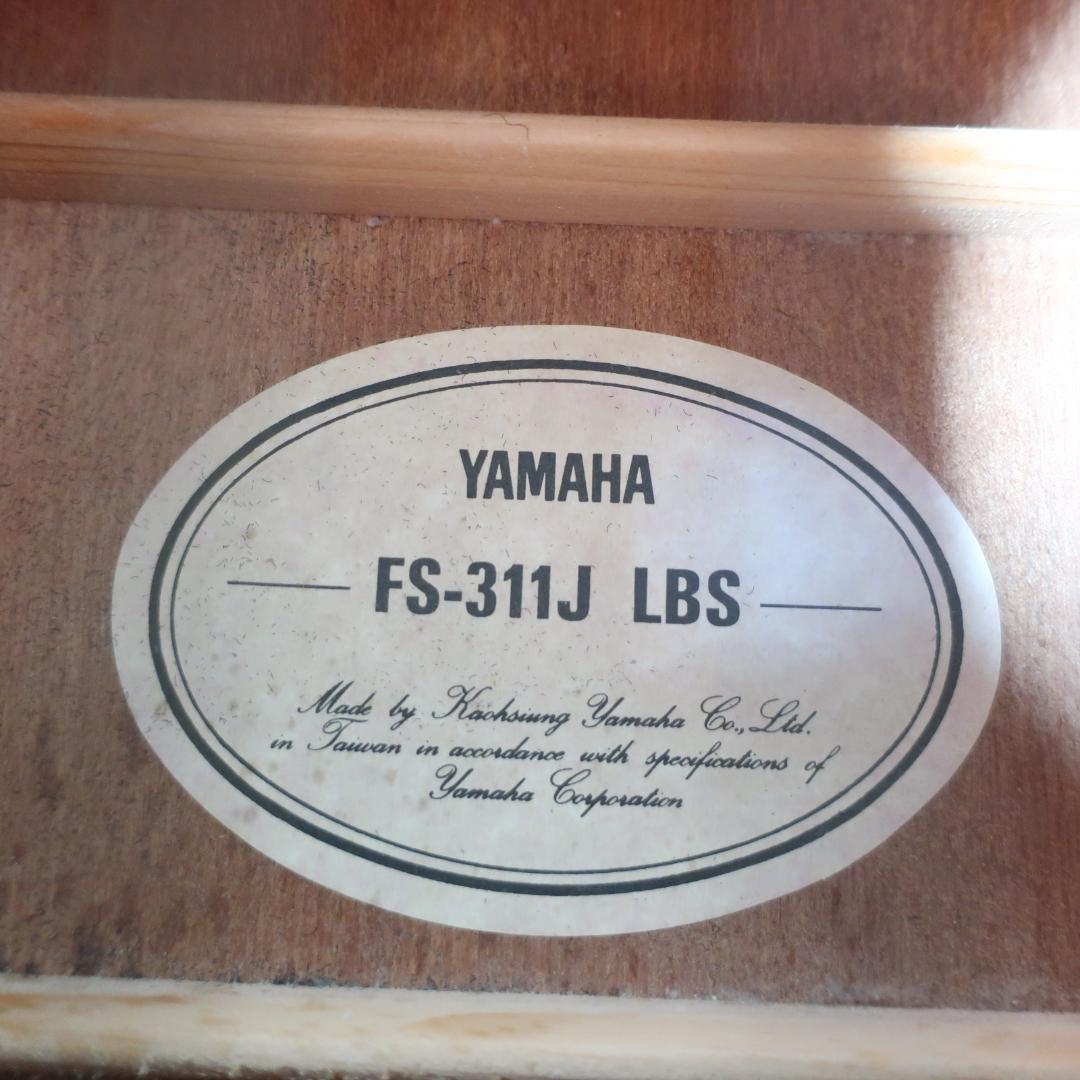 YAMAHA
FS-311J LBS
Made by Kaohsiung Yamaha Co., Ltd.
in Taiwan in accordance with specifications of
Yamaha Corporation